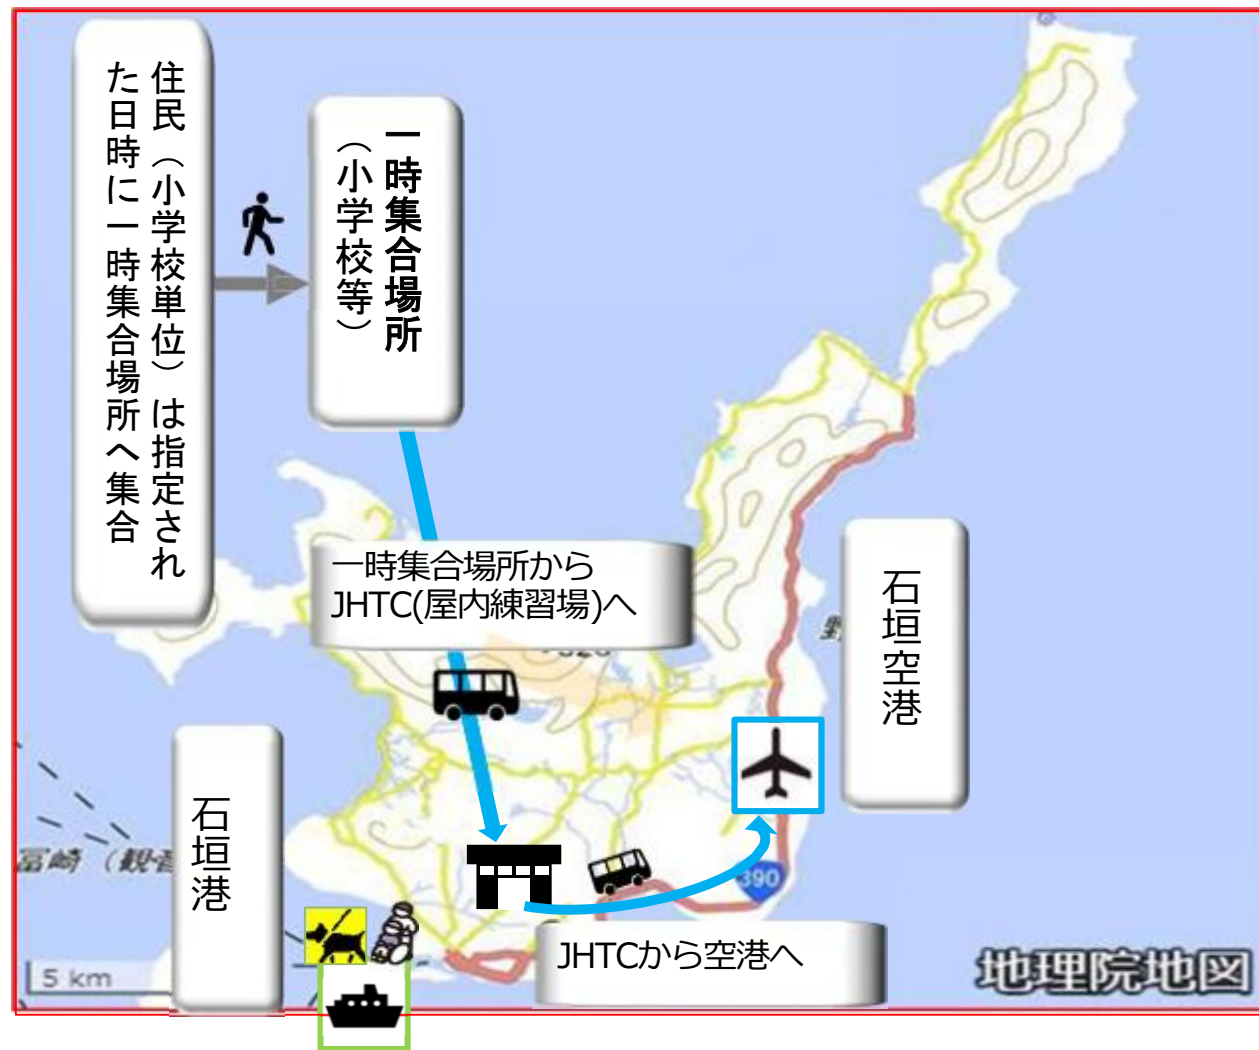 住民（小学校単位）は指定され
た日時に一時集合場所へ集合
一時集合場所
（小学校等）
一時集合場所から
JHTC(屋内練習場)へ
石垣空港
石垣港
390
JHTCから空港へ
5 km
地理院地図